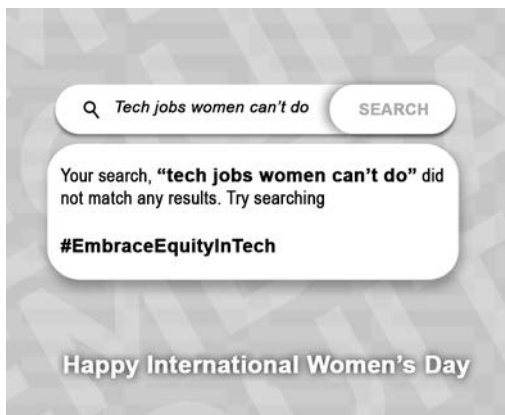 Tech jobs women can't do SEARCH
Your search, “tech jobs women can't do” did
not match any results. Try searching
#EmbraceEquityInTech
Happy International Women's Day